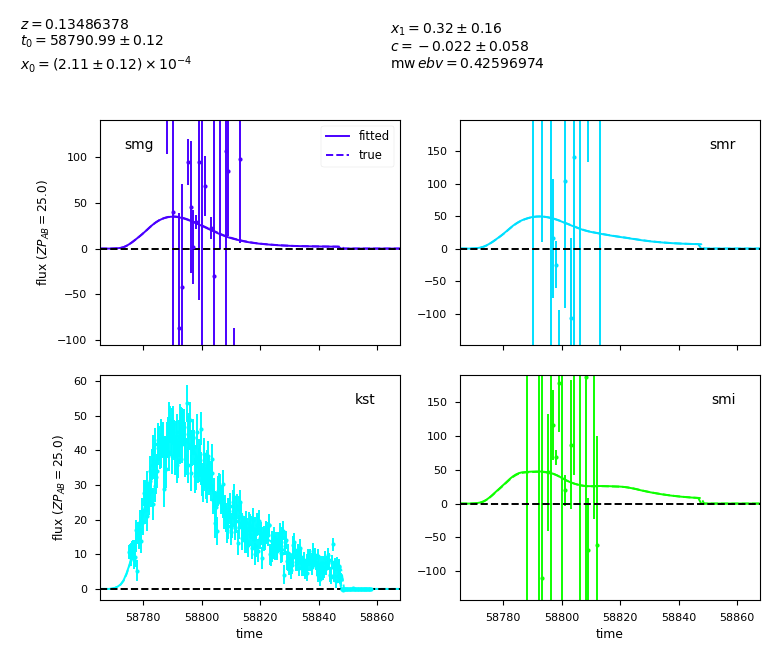 z = 0.13486378
t₀ = 58790.99 ± 0.12
x₀ = (2.11 ± 0.12) × 10⁻⁴
x₁ = 0.32 ± 0.16
c = −0.022 ± 0.058
mw ebv = 0.42596974
smg
fitted
true
100
50
0
−50
−100
flux (ZP_AB = 25.0)
smr
150
100
50
0
−50
−100
kst
60
50
40
30
20
10
0
flux (ZP_AB = 25.0)
58780 58800 58820 58840 58860
time
smi
150
100
50
0
−50
−100
58780 58800 58820 58840 58860
time